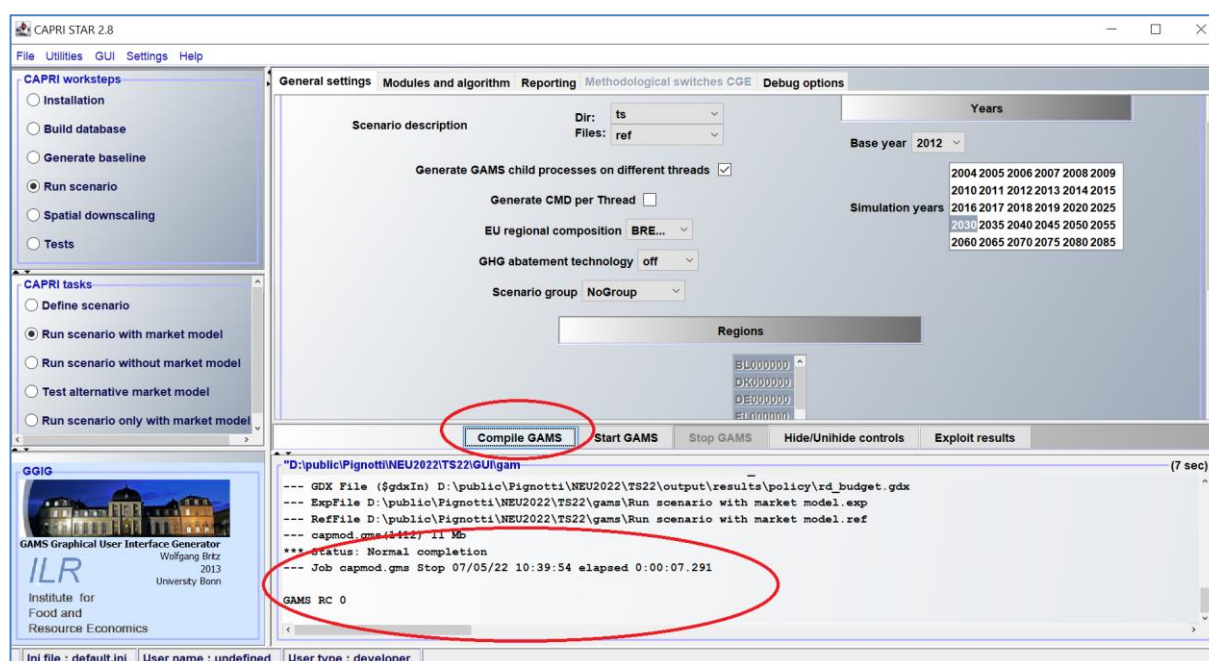 CAPRI STAR 2.8
File Utilities GUI Settings Help
CAPRI worksteps
Installation
Build database
Generate baseline
Run scenario
Spatial downscaling
Tests
CAPRI tasks
Define scenario
Run scenario with market model
Run scenario without market model
Test alternative market model
Run scenario only with market model
GGIG
GAMS Graphical User Interface Generator
Wolfgang Britz
2013
University Bonn
ILR
Institute for
Food and
Resource Economics
General settings Modules and algorithm Reporting Methodological switches CGE Debug options
Scenario description
Dir: ts
Files: ref
Generate GAMS child processes on different threads
Generate CMD per Thread
EU regional composition BRE...
GHG abatement technology off
Scenario group NoGroup
Years
Base year 2012
Simulation years
2004 2005 2006 2007 2008 2009
2010 2011 2012 2013 2014 2015
2016 2017 2018 2019 2020 2025
2030 2035 2040 2045 2050 2055
2060 2065 2070 2075 2080 2085
Regions
BL000000
DK000000
DE000000
EL000000
Compile GAMS Start GAMS Stop GAMS Hide/Unihide controls Exploit results
"D:\public\Pignotti\NEU2022\TS22\GUI\gam (7 sec)
--- GDX File ($gdxIn) D:\public\Pignotti\NEU2022\TS22\output\results\policy\rd_budget.gdx
--- ExpFile D:\public\Pignotti\NEU2022\TS22\gams\Run scenario with market model.exp
--- RefFile D:\public\Pignotti\NEU2022\TS22\gams\Run scenario with market model.ref
--- capmod.gms(1412) 11 Mb
*** Status: Normal completion
--- Job capmod.gms Stop 07/05/22 10:39:54 elapsed 0:00:07.291
GAMS RC 0
Ini file : default.ini User name : undefined User type : developer